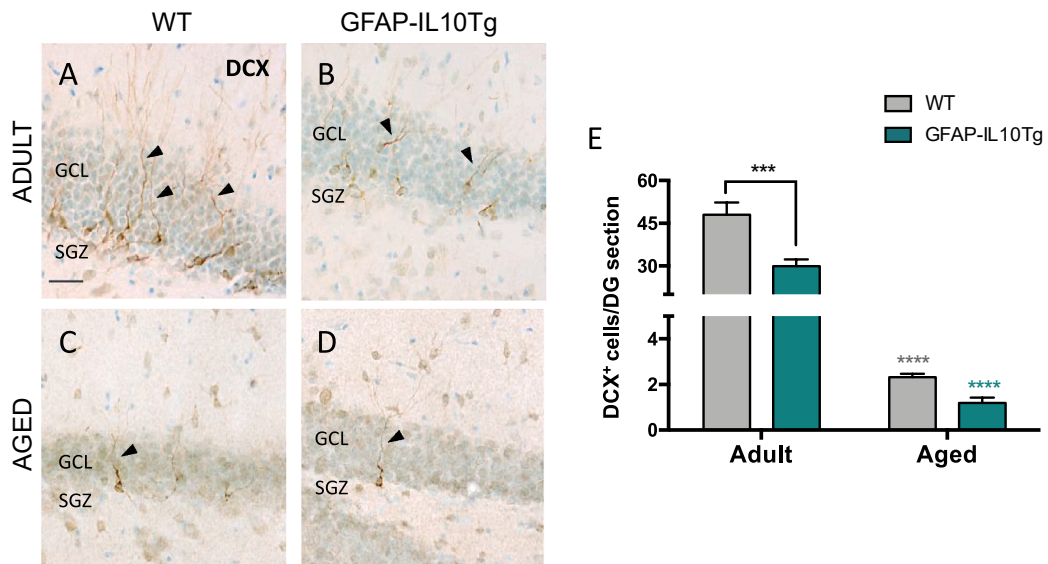 WT
GFAP-IL10Tg
ADULT
A
DCX
GCL
SGZ
B
GCL
SGZ
AGED
C
GCL
SGZ
D
GCL
SGZ
E
WT
GFAP-IL10Tg
DCX⁺ cells/DG section
60
45
30
6
4
2
0
***
****
****
Adult
Aged